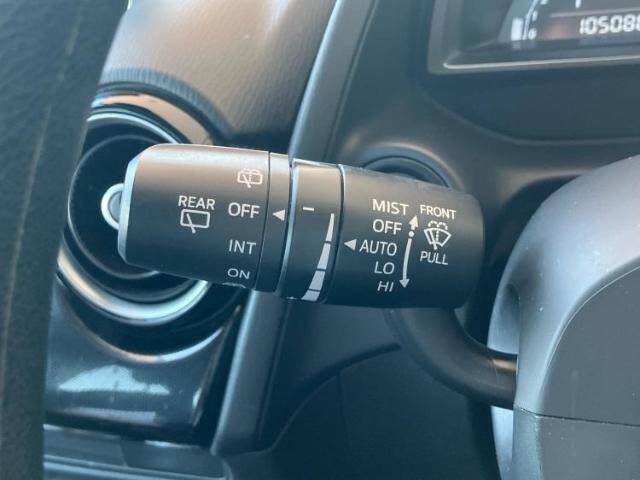 105088
REAR
OFF
INT
ON
MIST
OFF
AUTO
LO
HI
FRONT
PULL